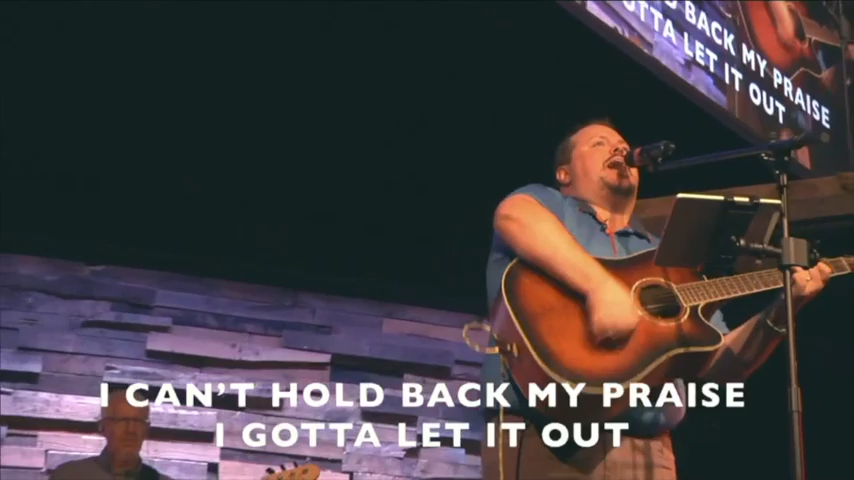 BACK MY PRAISE
GOTTA LET IT OUT
I CAN'T HOLD BACK MY PRAISE
I GOTTA LET IT OUT